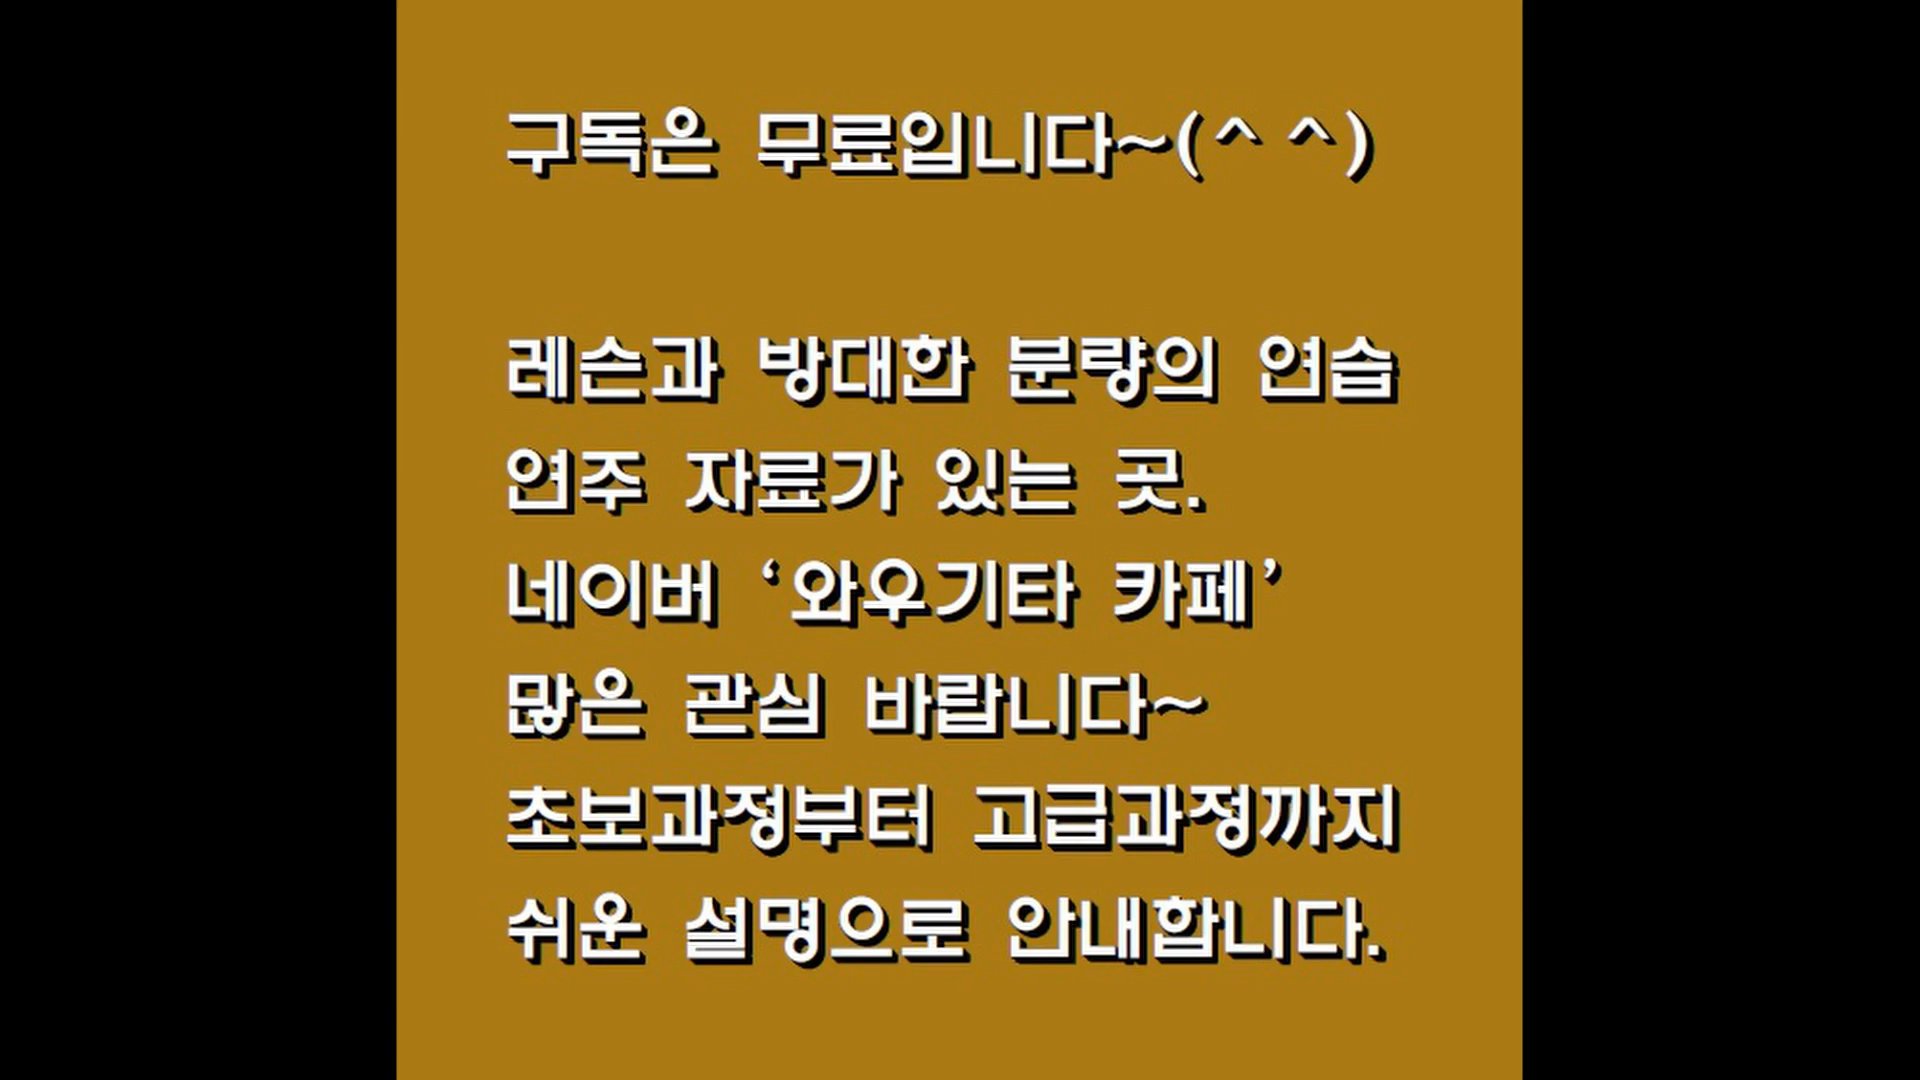 구독은 무료입니다~(^ ^)
레슨과 방대한 분량의 연습
연주 자료가 있는 곳.
네이버 ‘와우기타 카페’
많은 관심 바랍니다~
초보과정부터 고급과정까지
쉬운 설명으로 안내합니다.